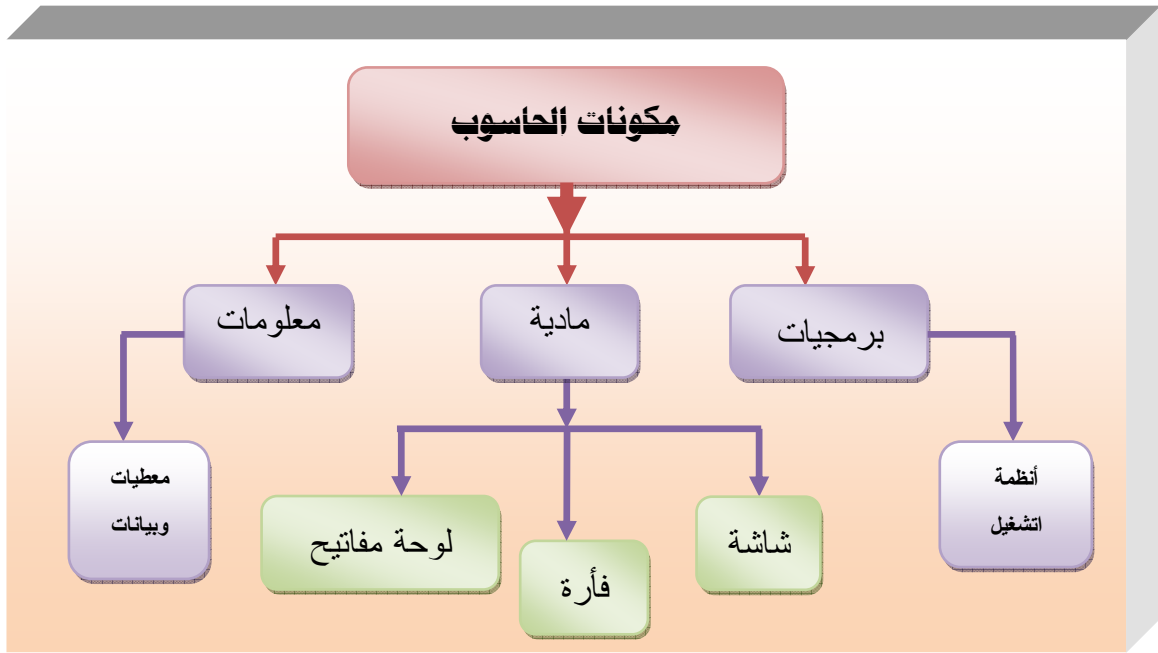 مكونات الحاسوب
برمجيات
مادية
معلومات
أنظمة
اتشغيل
شاشة
فأرة
لوحة مفاتيح
معطيات
وبيانات